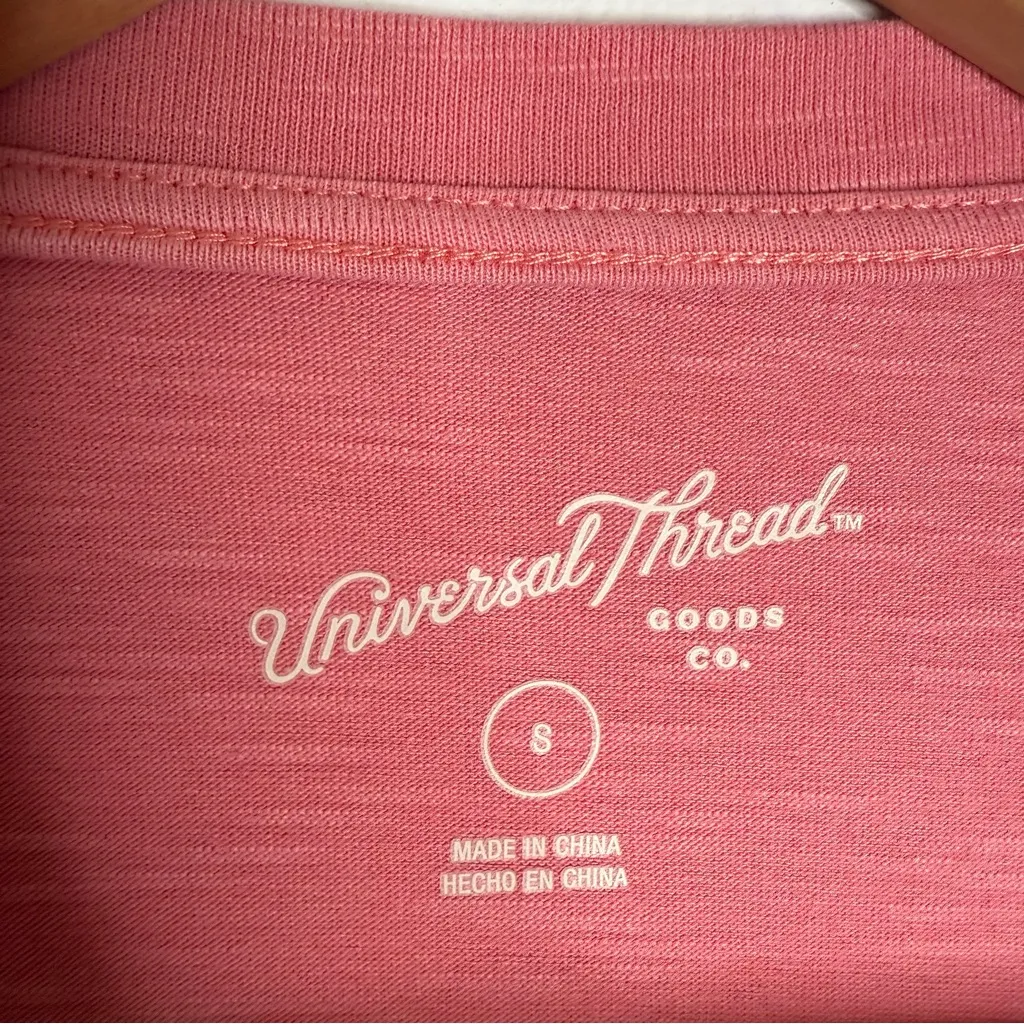 Universal Thread™
GOODS
CO.
S
MADE IN CHINA
HECHO EN CHINA